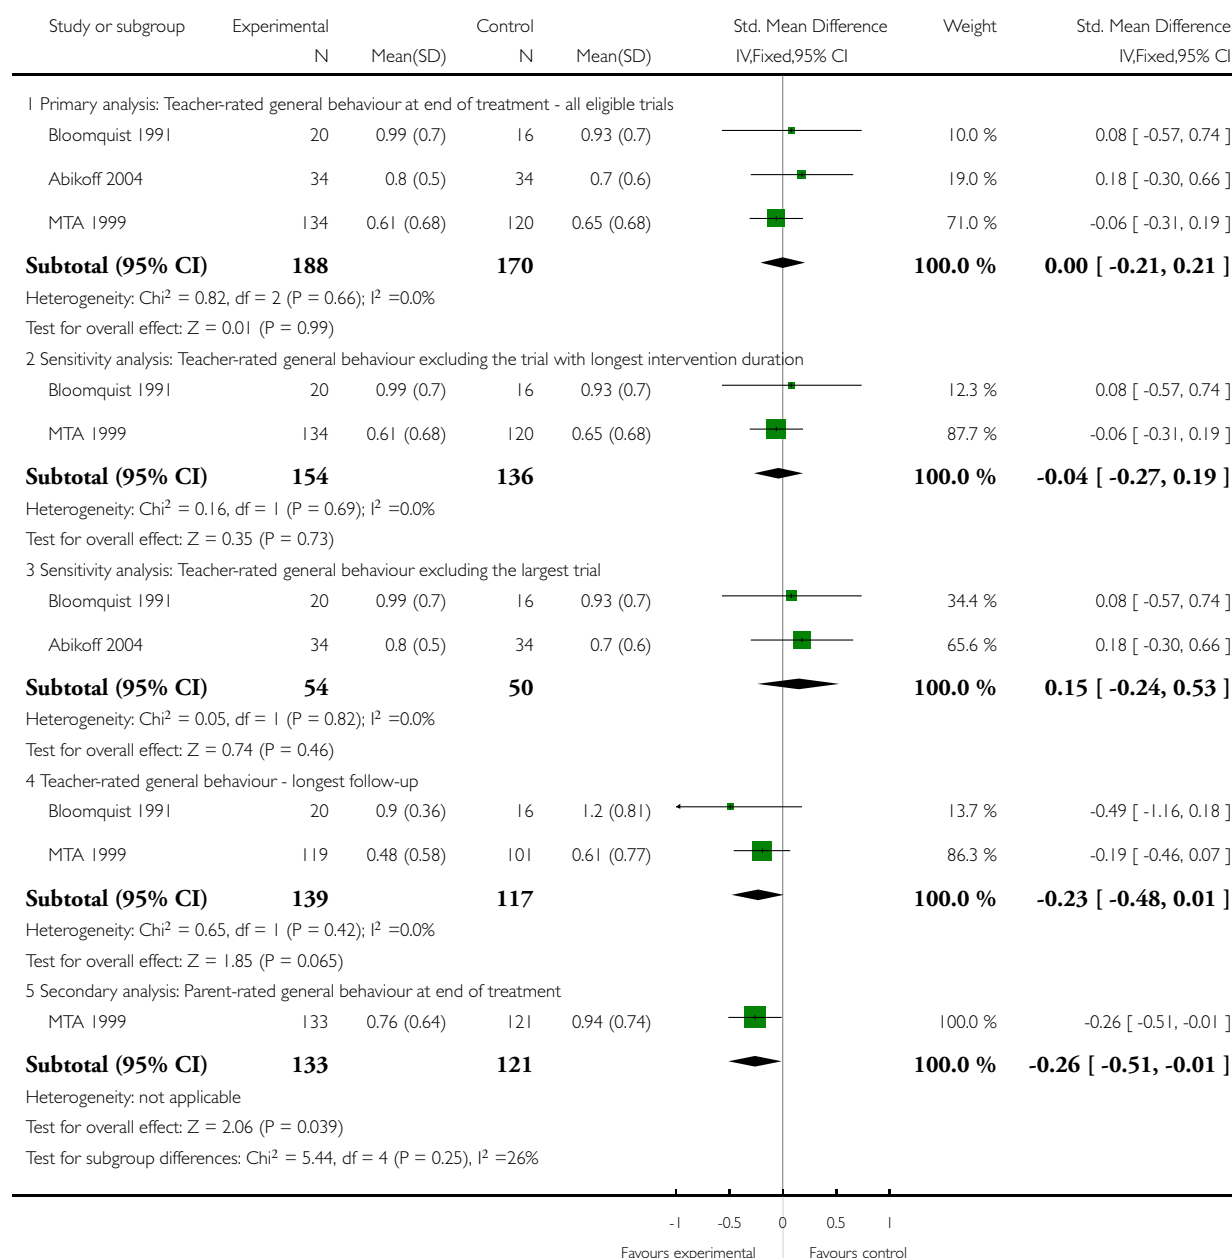 Study or subgroup Experimental Control Std. Mean Difference Weight Std. Mean Difference
N Mean(SD) N Mean(SD) IV,Fixed,95% CI IV,Fixed,95% CI
1 Primary analysis: Teacher-rated general behaviour at end of treatment - all eligible trials
Bloomquist 1991 20 0.99 (0.7) 16 0.93 (0.7) 10.0 % 0.08 [ -0.57, 0.74 ]
Abikoff 2004 34 0.8 (0.5) 34 0.7 (0.6) 19.0 % 0.18 [ -0.30, 0.66 ]
MTA 1999 134 0.61 (0.68) 120 0.65 (0.68) 71.0 % -0.06 [ -0.31, 0.19 ]
Subtotal (95% CI) 188 170 100.0 % 0.00 [ -0.21, 0.21 ]
Heterogeneity: Chi² = 0.82, df = 2 (P = 0.66); I² =0.0%
Test for overall effect: Z = 0.01 (P = 0.99)
2 Sensitivity analysis: Teacher-rated general behaviour excluding the trial with longest intervention duration
Bloomquist 1991 20 0.99 (0.7) 16 0.93 (0.7) 12.3 % 0.08 [ -0.57, 0.74 ]
MTA 1999 134 0.61 (0.68) 120 0.65 (0.68) 87.7 % -0.06 [ -0.31, 0.19 ]
Subtotal (95% CI) 154 136 100.0 % -0.04 [ -0.27, 0.19 ]
Heterogeneity: Chi² = 0.16, df = 1 (P = 0.69); I² =0.0%
Test for overall effect: Z = 0.35 (P = 0.73)
3 Sensitivity analysis: Teacher-rated general behaviour excluding the largest trial
Bloomquist 1991 20 0.99 (0.7) 16 0.93 (0.7) 34.4 % 0.08 [ -0.57, 0.74 ]
Abikoff 2004 34 0.8 (0.5) 34 0.7 (0.6) 65.6 % 0.18 [ -0.30, 0.66 ]
Subtotal (95% CI) 54 50 100.0 % 0.15 [ -0.24, 0.53 ]
Heterogeneity: Chi² = 0.05, df = 1 (P = 0.82); I² =0.0%
Test for overall effect: Z = 0.74 (P = 0.46)
4 Teacher-rated general behaviour - longest follow-up
Bloomquist 1991 20 0.9 (0.36) 16 1.2 (0.81) 13.7 % -0.49 [ -1.16, 0.18 ]
MTA 1999 119 0.48 (0.58) 101 0.61 (0.77) 86.3 % -0.19 [ -0.46, 0.07 ]
Subtotal (95% CI) 139 117 100.0 % -0.23 [ -0.48, 0.01 ]
Heterogeneity: Chi² = 0.65, df = 1 (P = 0.42); I² =0.0%
Test for overall effect: Z = 1.85 (P = 0.065)
5 Secondary analysis: Parent-rated general behaviour at end of treatment
MTA 1999 133 0.76 (0.64) 121 0.94 (0.74) 100.0 % -0.26 [ -0.51, -0.01 ]
Subtotal (95% CI) 133 121 100.0 % -0.26 [ -0.51, -0.01 ]
Heterogeneity: not applicable
Test for overall effect: Z = 2.06 (P = 0.039)
Test for subgroup differences: Chi² = 5.44, df = 4 (P = 0.25), I² =26%
-1 -0.5 0 0.5 1
Favours experimental Favours control